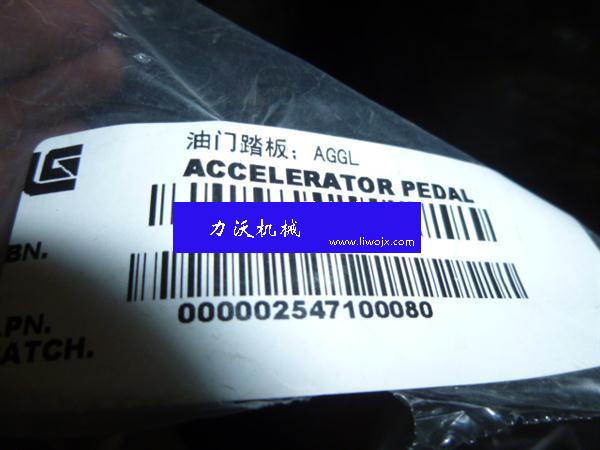 油门踏板; AGGL
ACCELERATOR PEDAL
力沃机械
www.liwojx.com
BN.
000002547100080
PN.
ATCH.